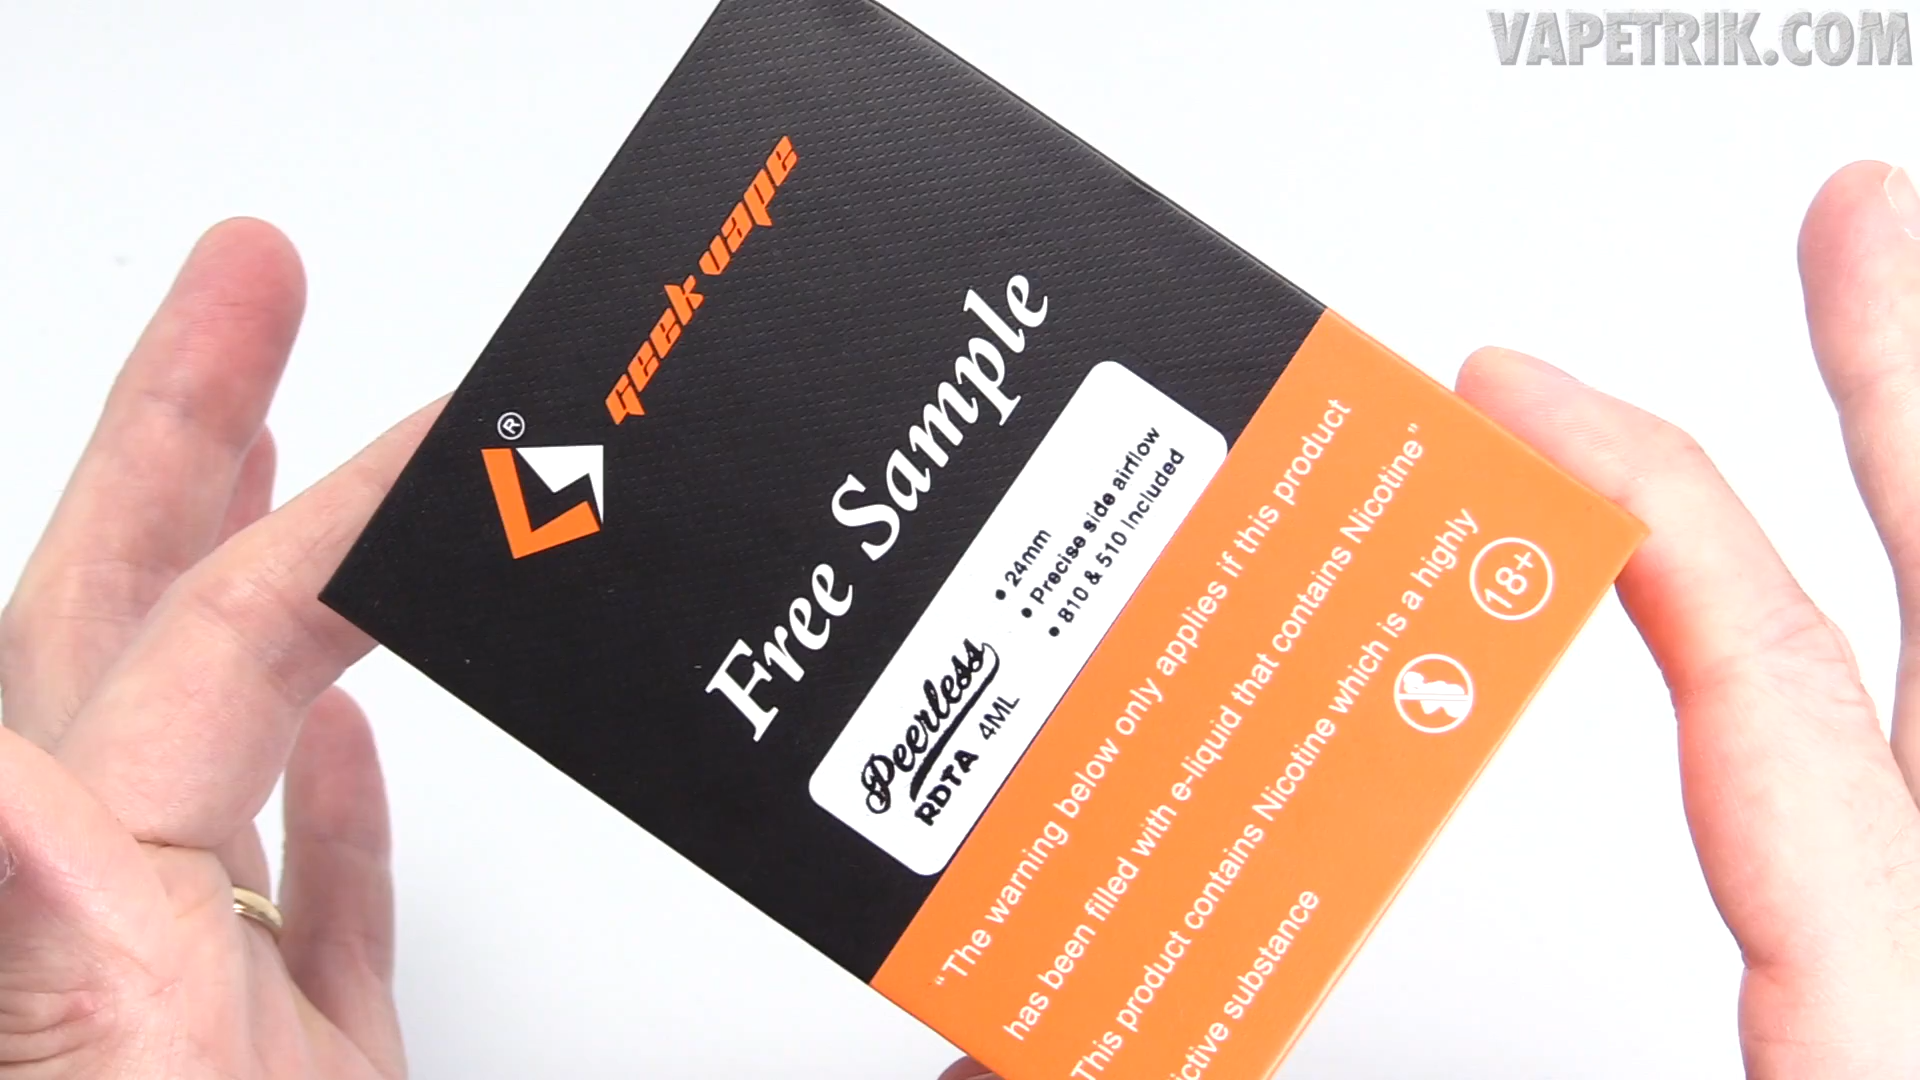 VAPETRIK.COM
®
geek vape
Free Sample
Peerless
RDTA 4ML
• 24mm
• Precise side airflow
• 810 & 510 Included
“The warning below only applies if this product
has been filled with e-liquid that contains Nicotine”
This product contains Nicotine which is a highly
substance
18+